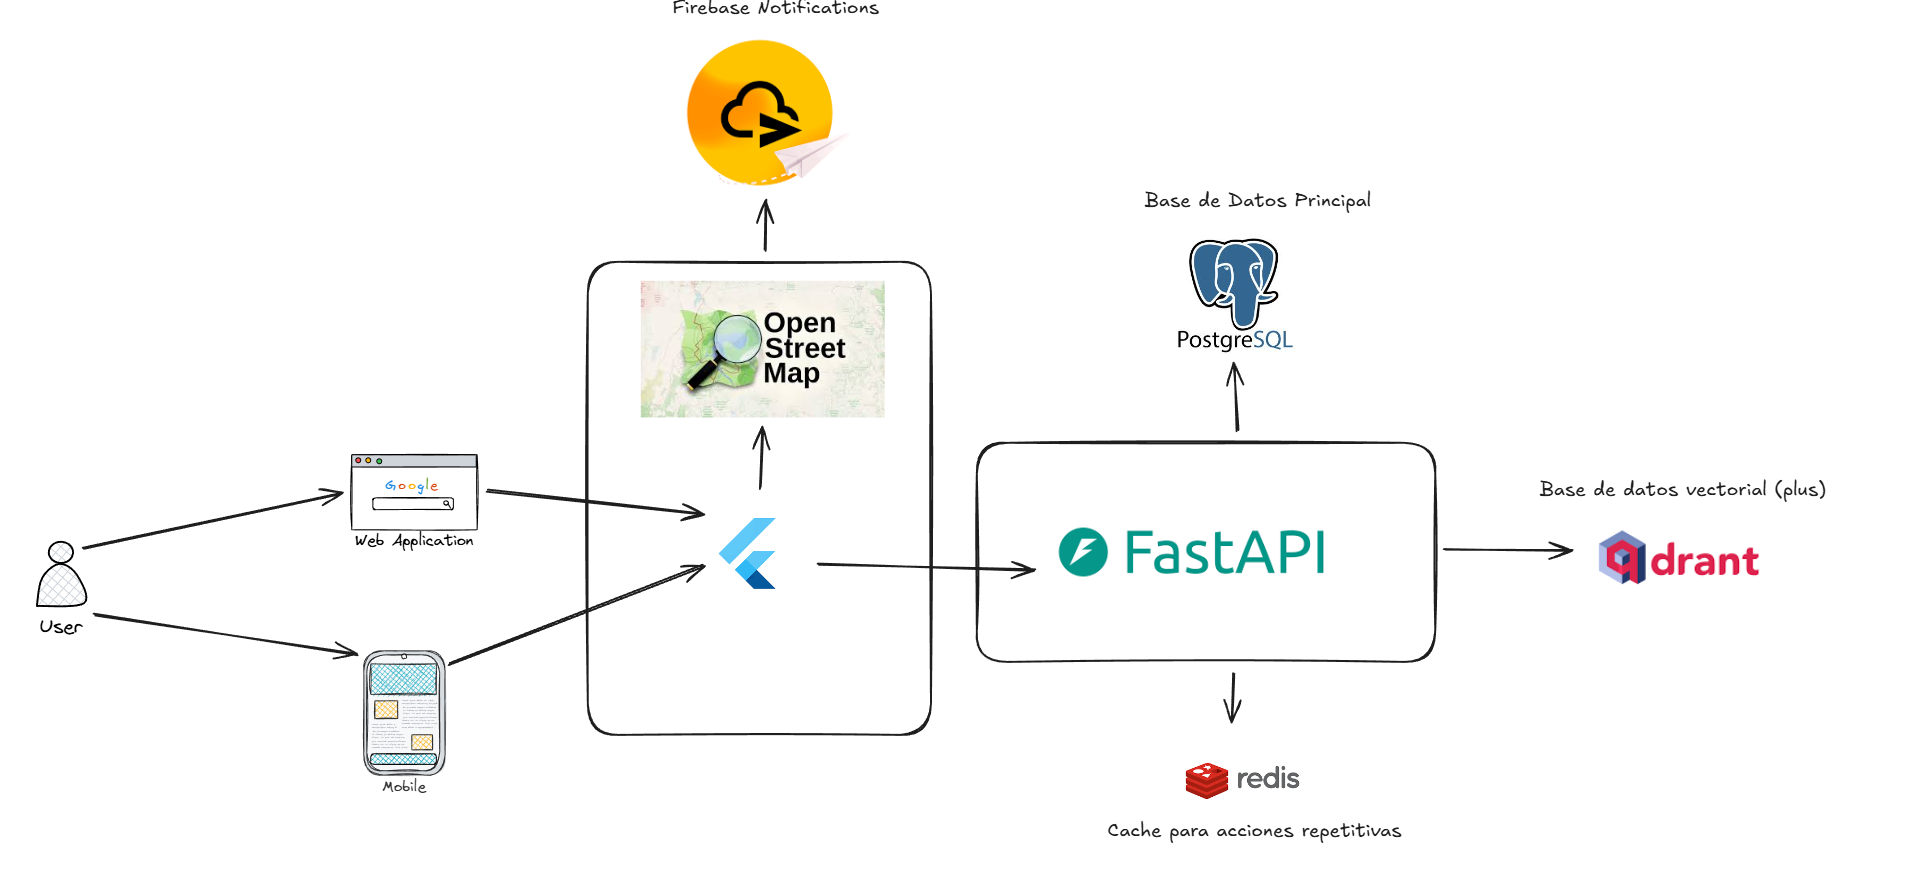 Firebase Notifications
Open
Street
Map
Base de Datos Principal
PostgreSQL
Google
Web Application
User
Mobile
FastAPI
Base de datos vectorial (plus)
qdrant
redis
Cache para acciones repetitivas